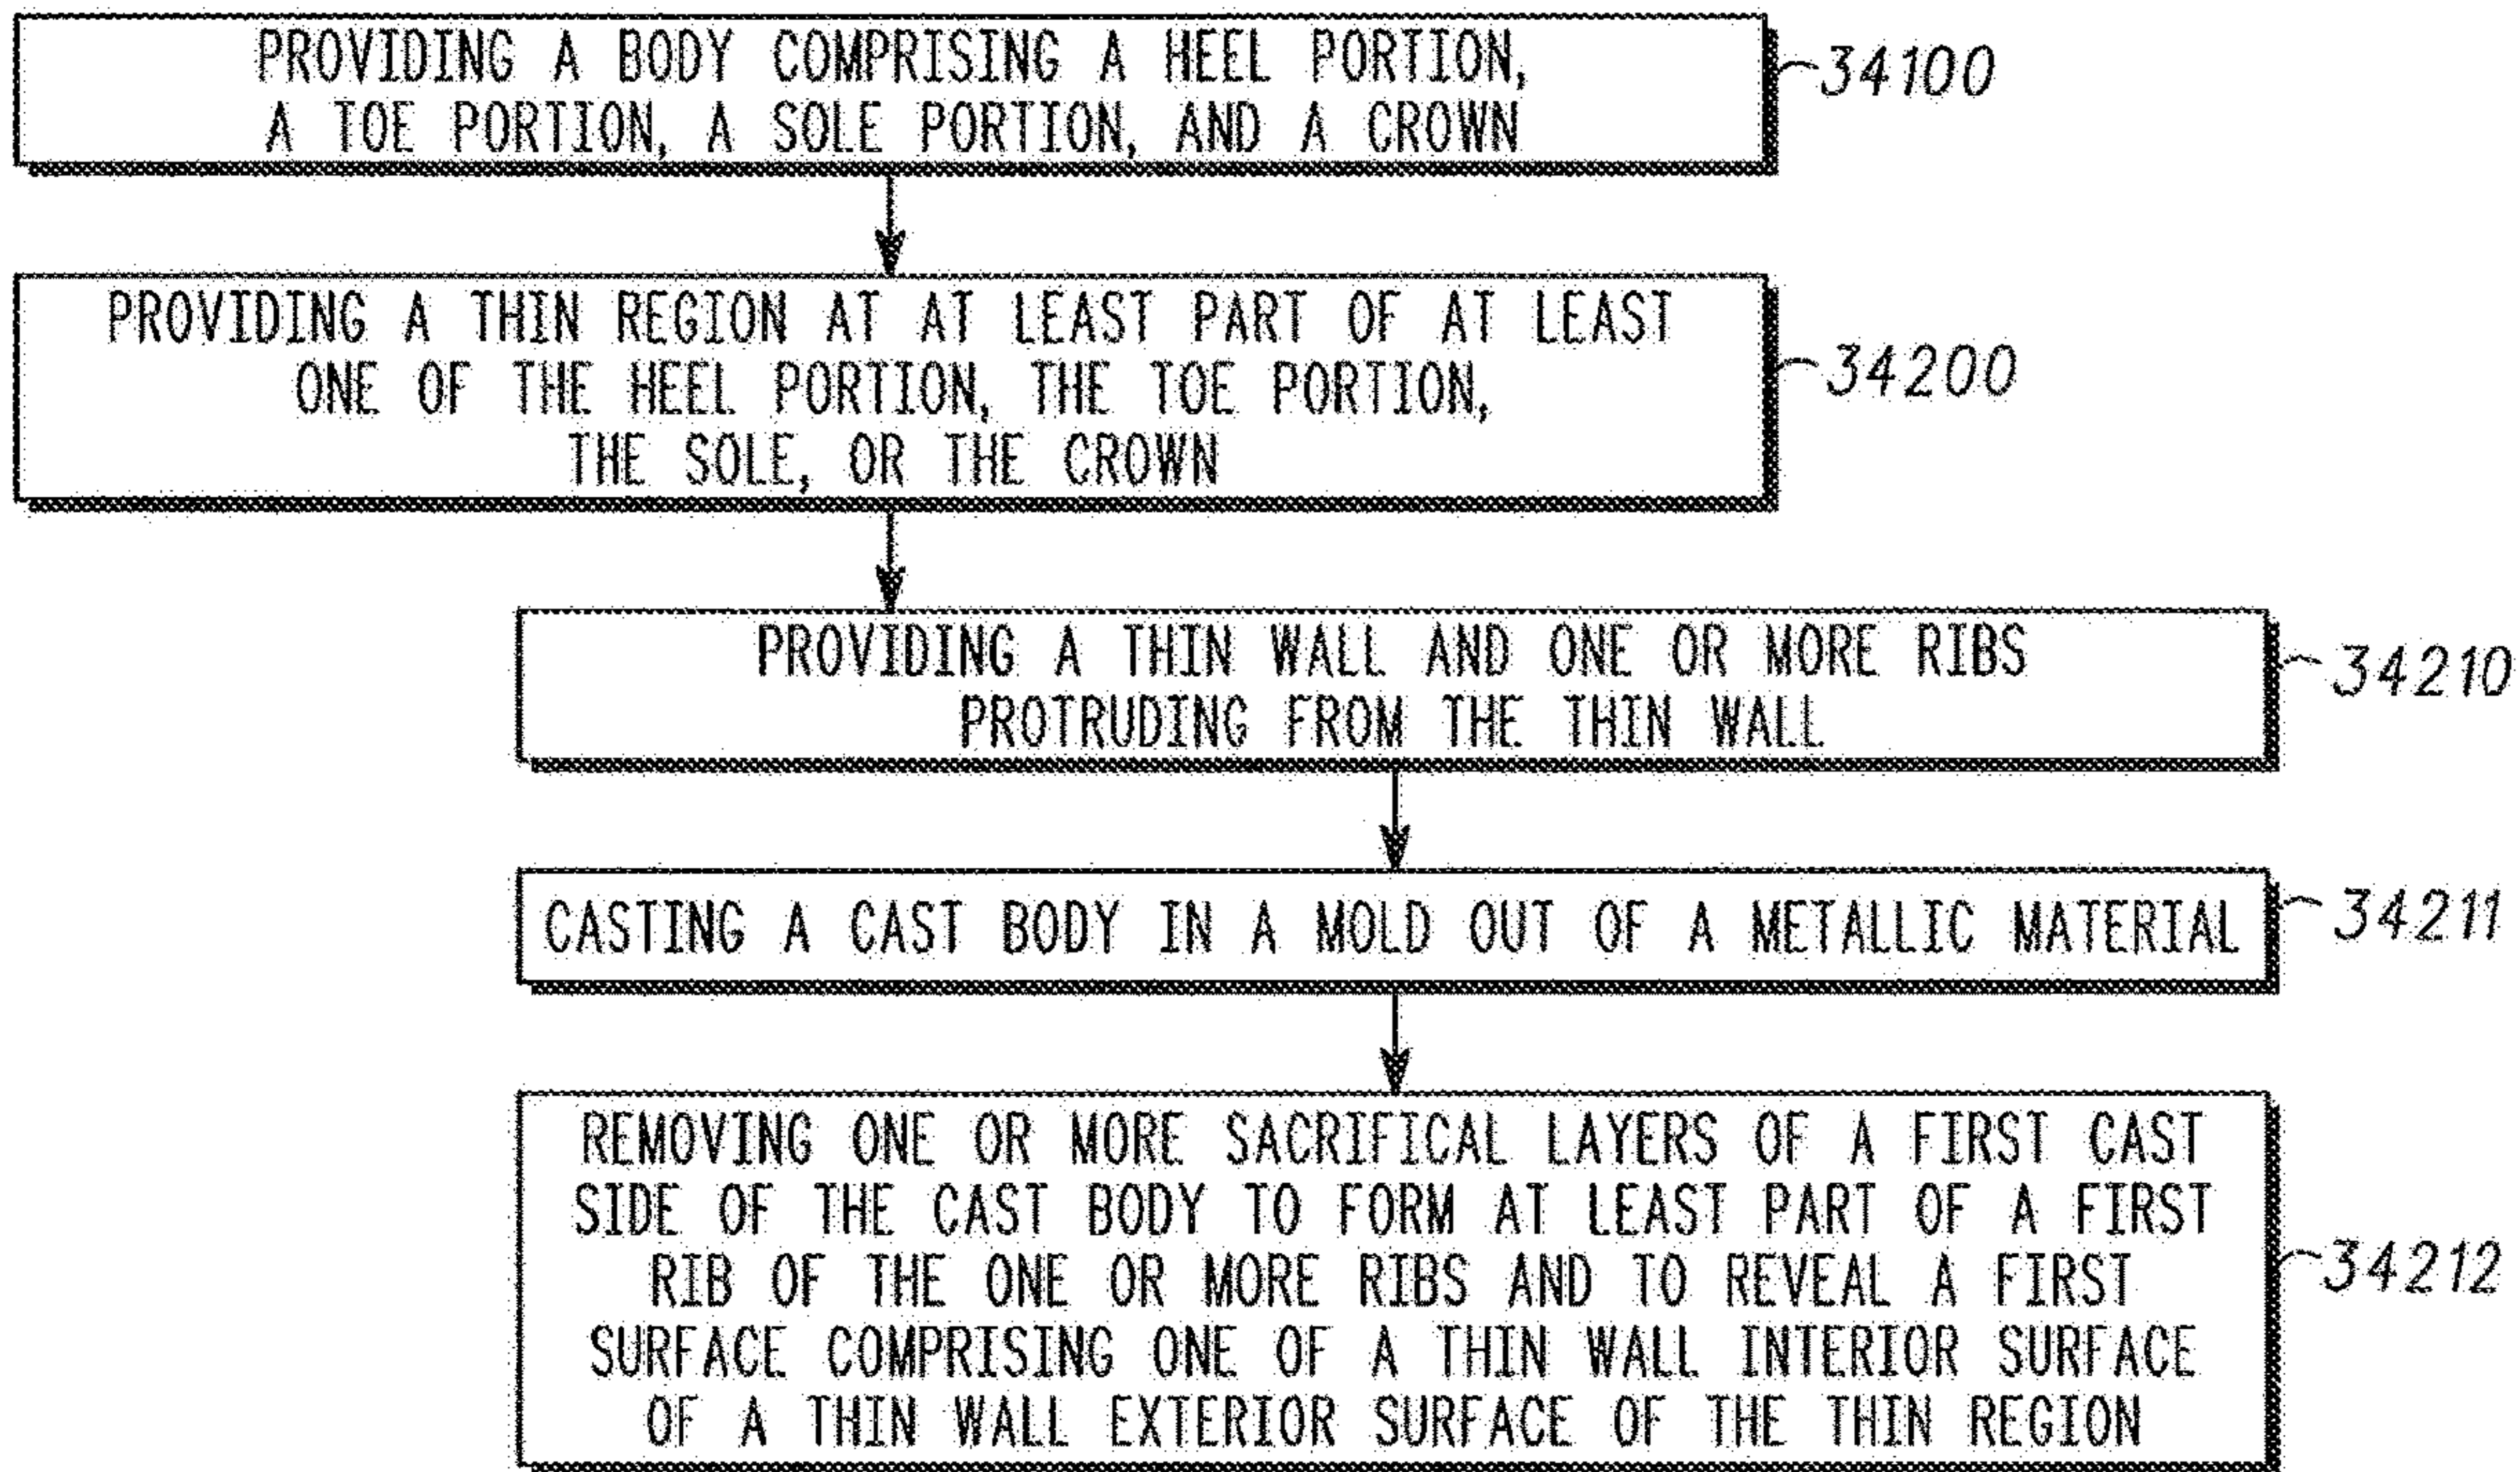 PROVIDING A BODY COMPRISING A HEEL PORTION,
A TOE PORTION, A SOLE PORTION, AND A CROWN
34100
PROVIDING A THIN REGION AT AT LEAST PART OF AT LEAST
ONE OF THE HEEL PORTION, THE TOE PORTION,
THE SOLE, OR THE CROWN
34200
PROVIDING A THIN WALL AND ONE OR MORE RIBS
PROTRUDING FROM THE THIN WALL
34210
CASTING A CAST BODY IN A MOLD OUT OF A METALLIC MATERIAL
34211
REMOVING ONE OR MORE SACRIFICAL LAYERS OF A FIRST CAST
SIDE OF THE CAST BODY TO FORM AT LEAST PART OF A FIRST
RIB OF THE ONE OR MORE RIBS AND TO REVEAL A FIRST
SURFACE COMPRISING ONE OF A THIN WALL INTERIOR SURFACE
OF A THIN WALL EXTERIOR SURFACE OF THE THIN REGION
34212